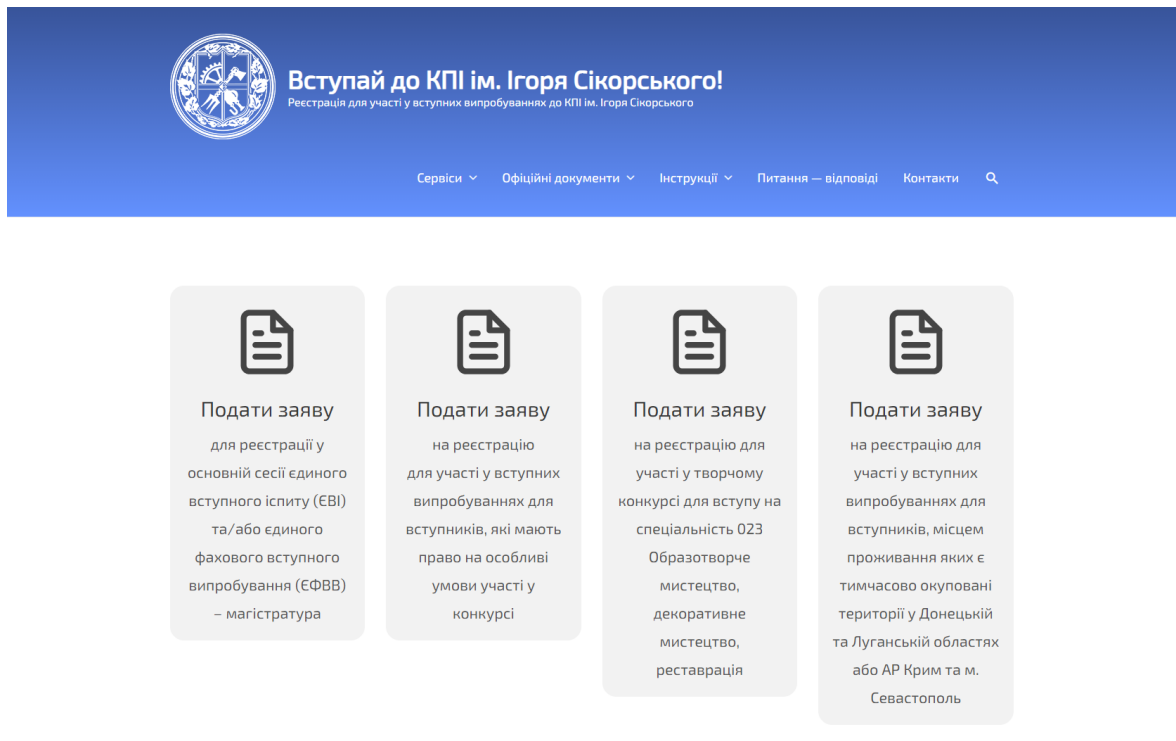 Вступай до КПІ ім. Ігоря Сікорського!
Реєстрація для участі у вступних випробуваннях до КПІ ім. Ігоря Сікорського
Сервіси
Офіційні документи
Інструкції
Питання — відповіді
Контакти
Подати заяву
для реєстрації у
основній сесії єдиного
вступного іспиту (ЄВІ)
та/або єдиного
фахового вступного
випробування (ЄФВВ)
– магістратура
Подати заяву
на реєстрацію
для участі у вступних
випробуваннях для
вступників, які мають
право на особливі
умови участі у
конкурсі
Подати заяву
на реєстрацію для
участі у творчому
конкурсі для вступу на
спеціальність 023
Образотворче
мистецтво,
декоративне
мистецтво,
реставрація
Подати заяву
на реєстрацію для
участі у вступних
випробуваннях для
вступників, місцем
проживання яких є
тимчасово окуповані
території у Донецькій
та Луганській областях
або АР Крим та м.
Севастополь